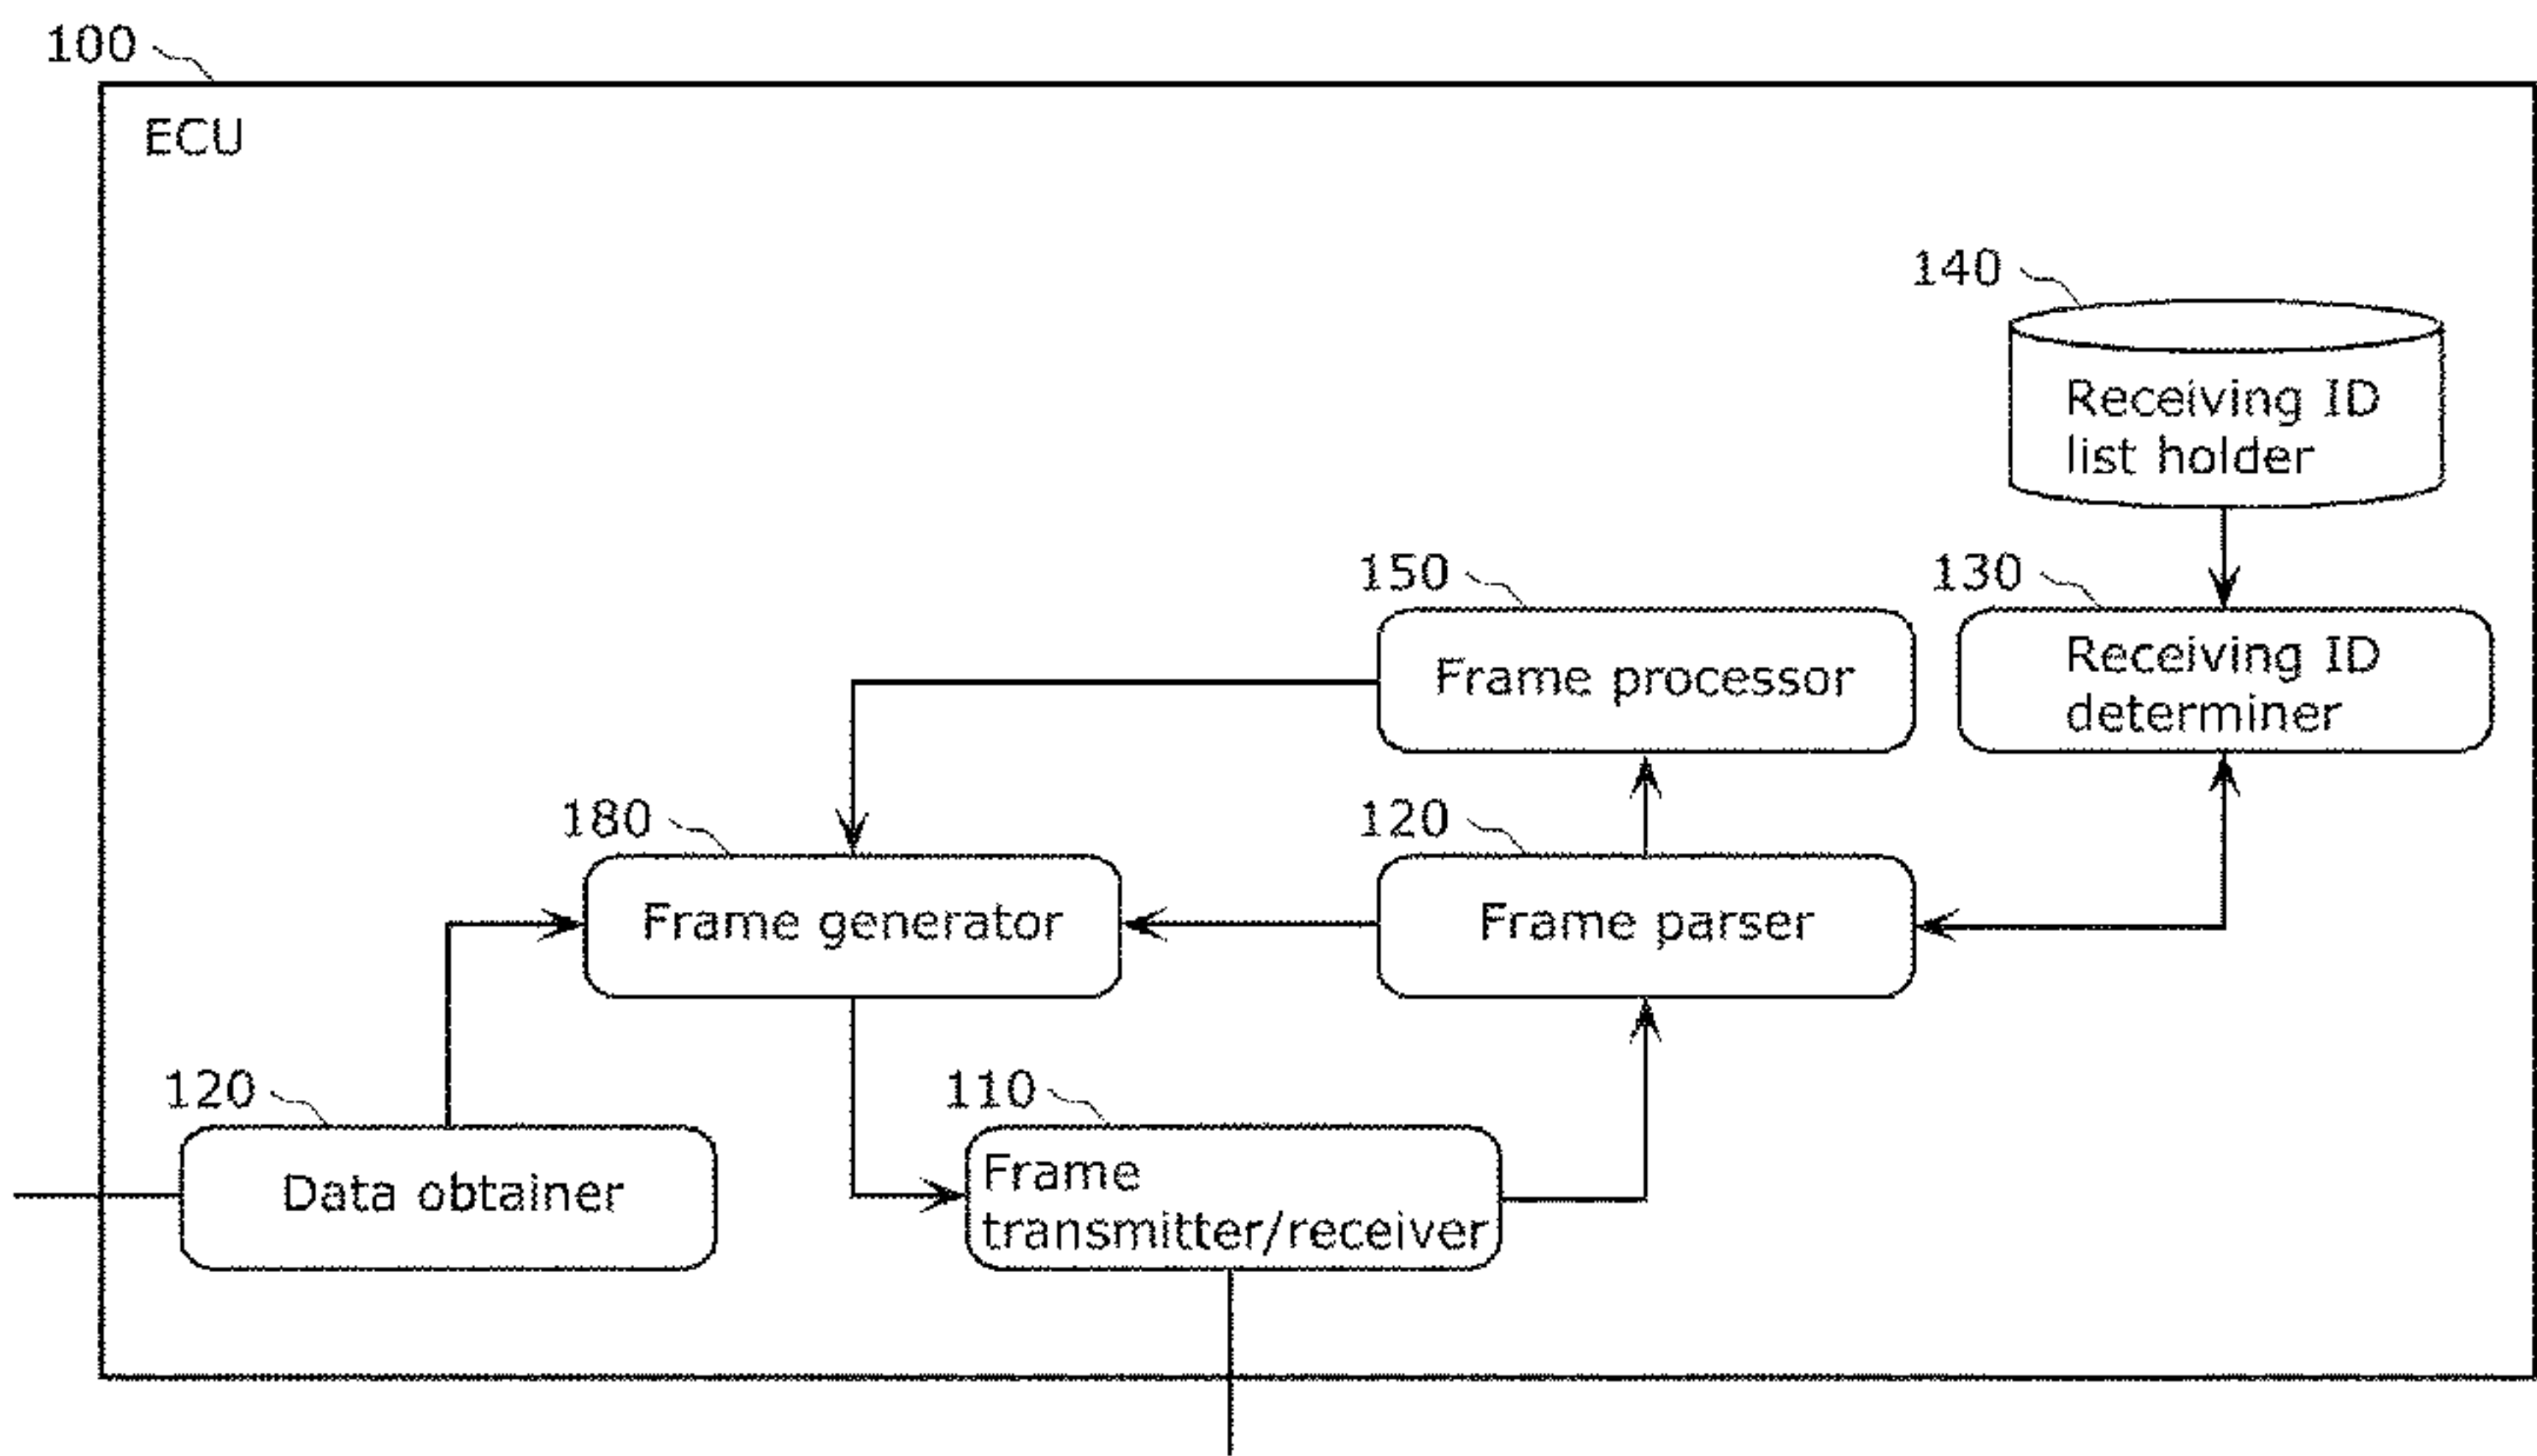 100
ECU
140
Receiving ID
list holder
150
130
Frame processor
Receiving ID
determiner
180
120
Frame generator
Frame parser
120
110
Data obtainer
Frame
transmitter/receiver